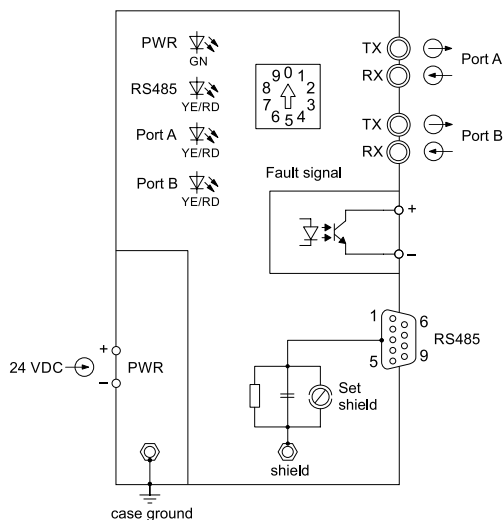 PWR
GN
RS485
YE/RD
Port A
YE/RD
Port B
YE/RD
9 0 1
8 2
7 3
6 5 4
TX
RX
Port A
TX
RX
Port B
Fault signal
+
−
1 6
5 9
RS485
24 VDC
+
−
PWR
Set
shield
shield
case ground